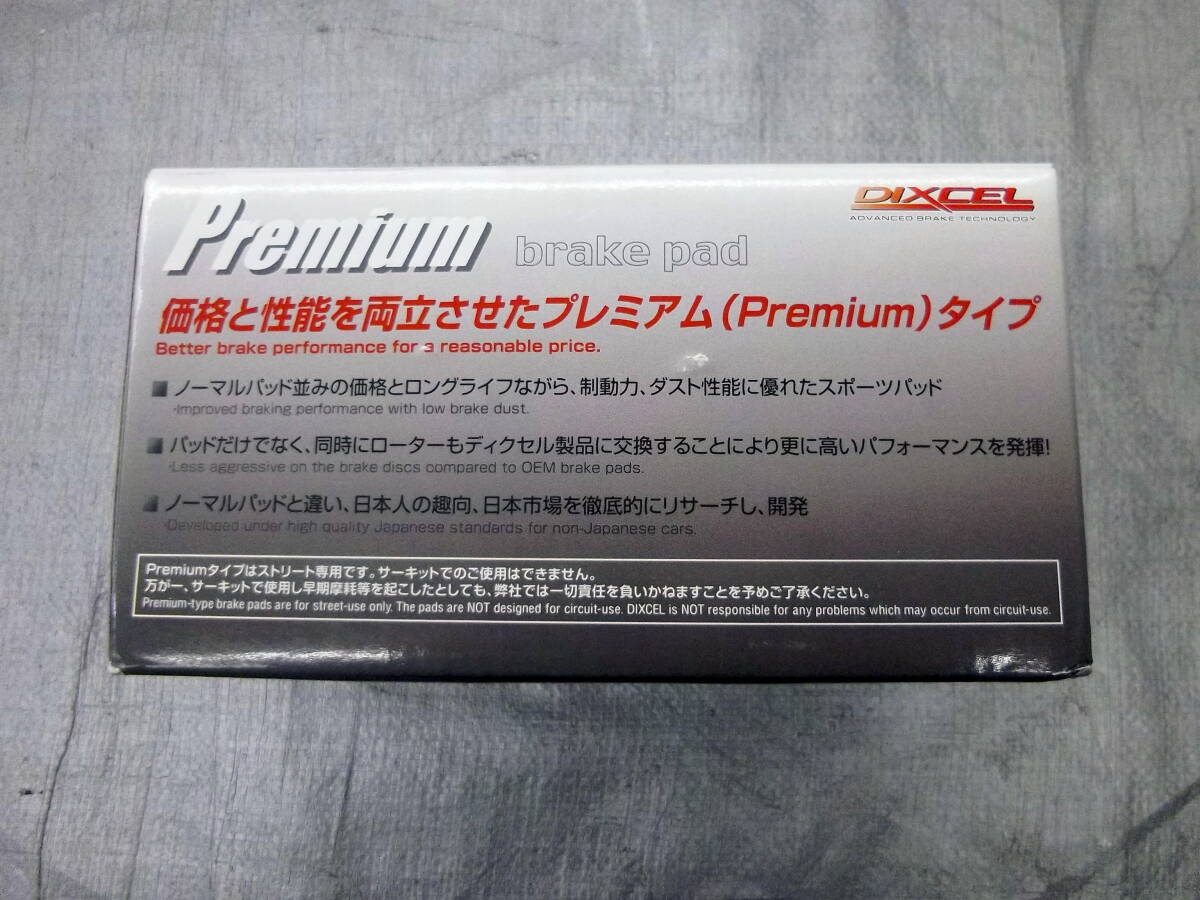 DIXCEL
ADVANCED BRAKE TECHNOLOGY
Premium brake pad
価格と性能を両立させたプレミアム(Premium)タイプ
Better brake performance for a reasonable price.
■ ノーマルパッド並みの価格とロングライフながら、制動力、ダスト性能に優れたスポーツパッド
・Improved braking performance with low brake dust.
■ パッドだけでなく、同時にローターもディクセル製品に交換することにより更に高いパフォーマンスを発揮!
・Less aggressive on the brake discs compared to OEM brake pads.
■ ノーマルパッドと違い、日本人の趣向、日本市場を徹底的にリサーチし、開発
・Developed under high quality Japanese standards for non-Japanese cars.
Premiumタイプはストリート専用です。サーキットでのご使用はできません。
万が一、サーキットで使用し早期摩耗等を起こしたとしても、弊社では一切責任を負いかねますことを予めご了承ください。
Premium-type brake pads are for street-use only. The pads are NOT designed for circuit-use. DIXCEL is NOT responsible for any problems which may occur from circuit-use.